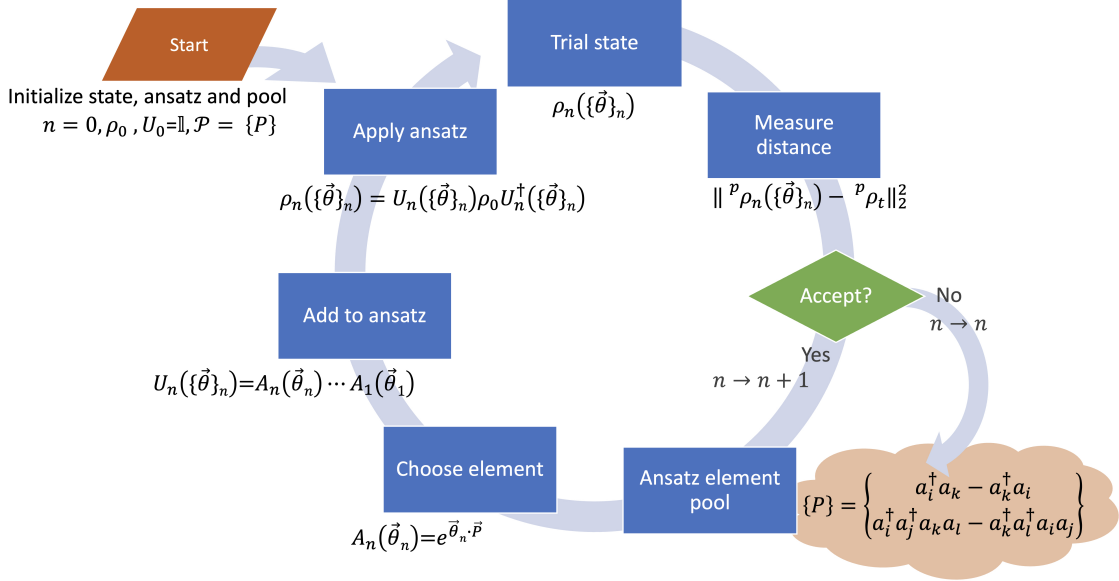 Start
Initialize state, ansatz and pool
n = 0, ρ₀ , U₀=𝟙, 𝒫 = {P}
Apply ansatz
ρₙ({θ⃗}ₙ) = Uₙ({θ⃗}ₙ)ρ₀Uₙ†({θ⃗}ₙ)
Trial state
ρₙ({θ⃗}ₙ)
Measure
distance
‖ ᵖρₙ({θ⃗}ₙ) − ᵖρₜ‖₂²
Accept?
No
n → n
Yes
n → n + 1
Ansatz element
pool
{P} = {
aᵢ†aₖ − aₖ†aᵢ
aᵢ†aⱼ†aₖaₗ − aₖ†aₗ†aᵢaⱼ
}
Choose element
Aₙ(θ⃗ₙ)=e^{θ⃗ₙ·P⃗}
Add to ansatz
Uₙ({θ⃗}ₙ)=Aₙ(θ⃗ₙ) ⋯ A₁(θ⃗₁)